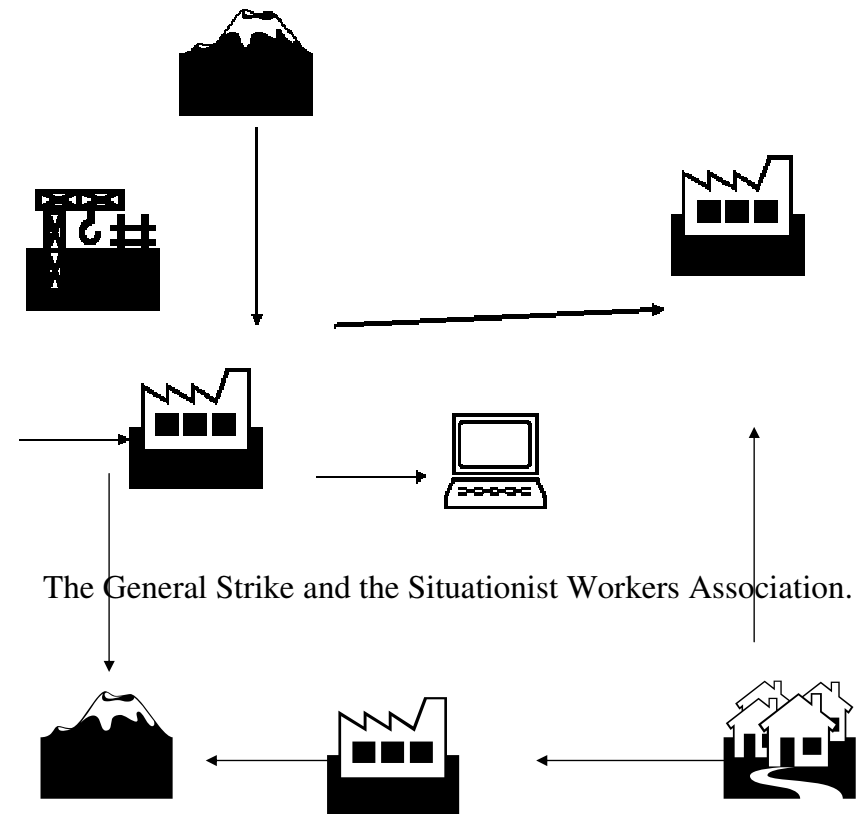 The General Strike and the Situationist Workers Association.